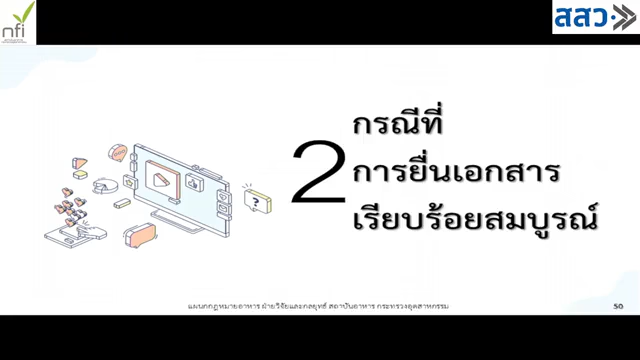 nfi
สสว.
กรณีที่
2
การยื่นเอกสาร
เรียบร้อยสมบูรณ์
?
แผนกกฎหมายอาหาร ฝ่ายวิจัยและกลยุทธ์ สถาบันอาหาร กระทรวงอุตสาหกรรม
50